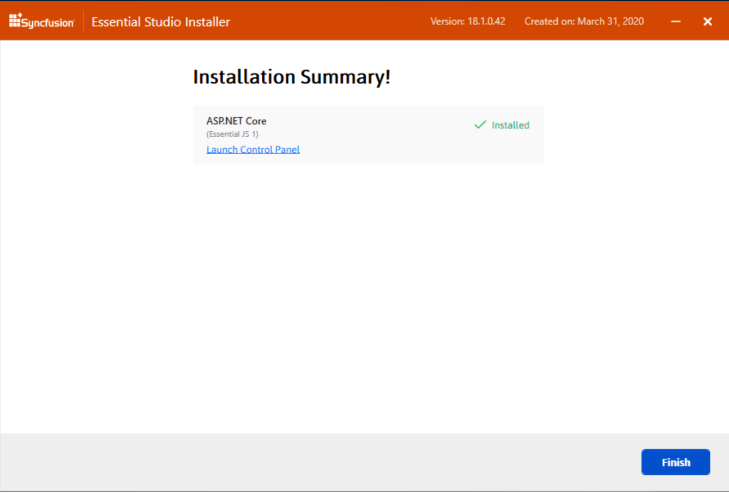 Syncfusion Essential Studio Installer Version: 18.1.0.42 Created on: March 31, 2020
Installation Summary!
ASP.NET Core
Installed
(Essential JS 1)
Launch Control Panel
Finish